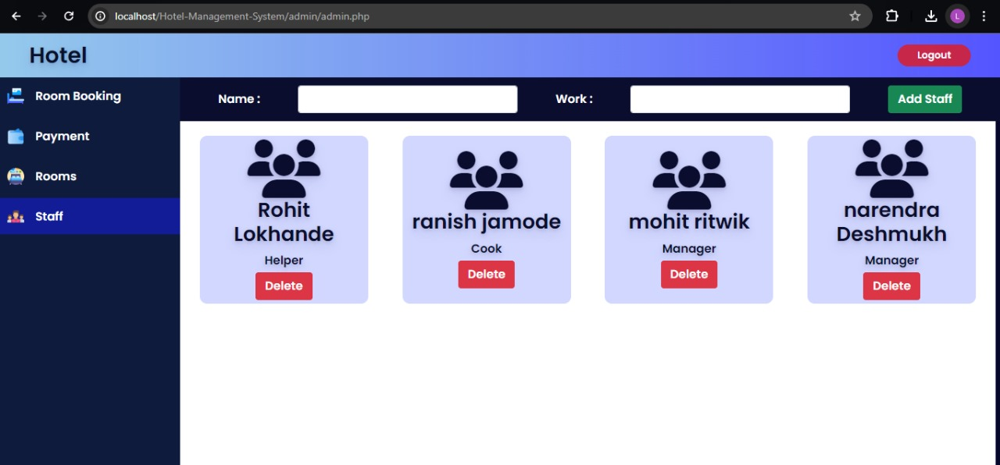 localhost/Hotel-Management-System/admin/admin.php
L
Hotel
Logout
Room Booking
Payment
Rooms
Staff
Name :
Work :
Add Staff
Rohit
Lokhande
Helper
Delete
ranish jamode
Cook
Delete
mohit ritwik
Manager
Delete
narendra
Deshmukh
Manager
Delete